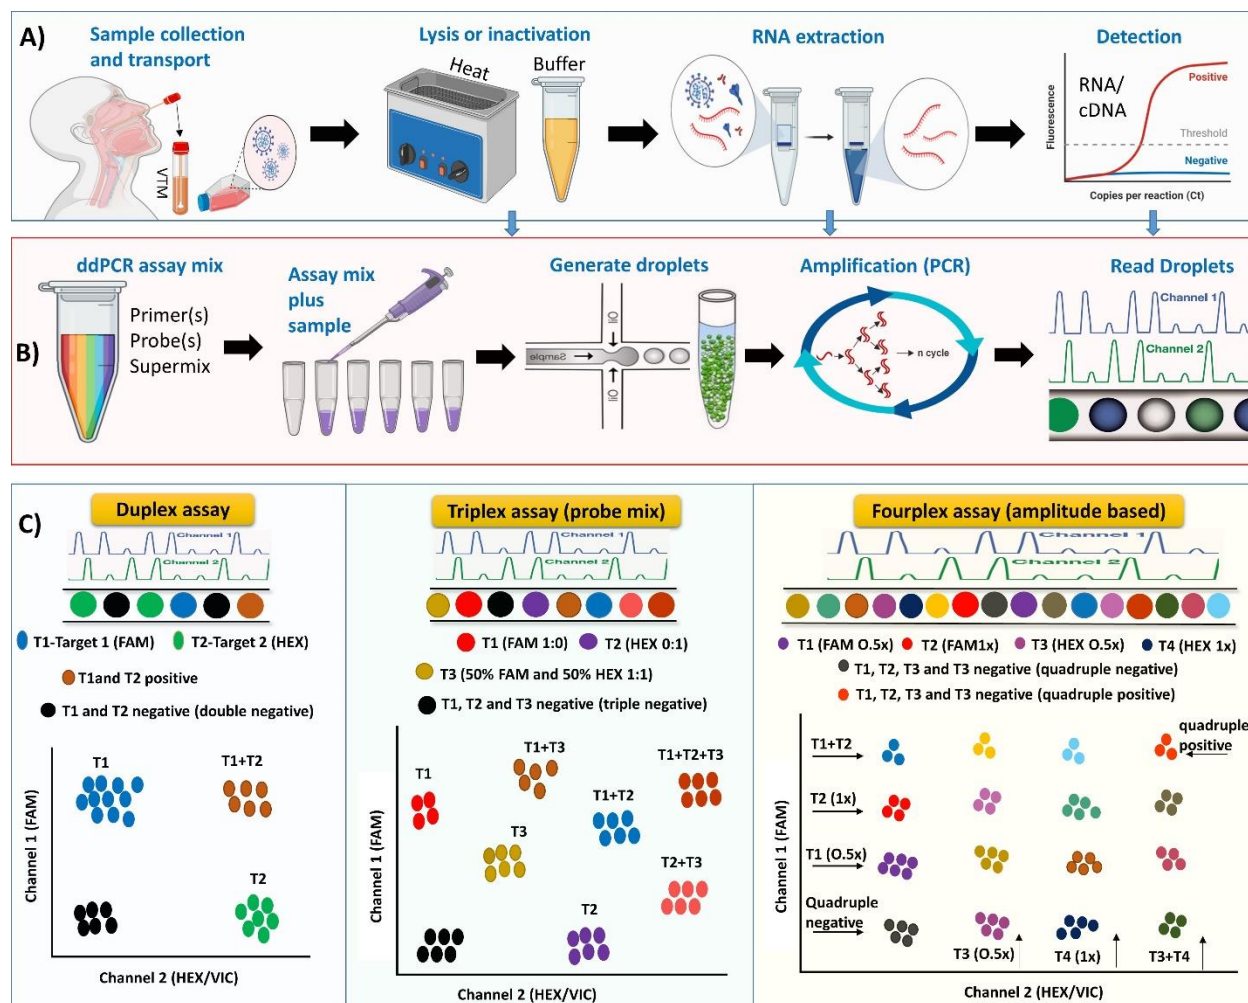 A)
Sample collection
and transport
VTM
Lysis or inactivation
Heat
Buffer
RNA extraction
Detection
Fluorescence
RNA/
cDNA
Positive
Threshold
Negative
Copies per reaction (Ct)
B)
ddPCR assay mix
Primer(s)
Probe(s)
Supermix
Assay mix
plus
sample
Generate droplets
Oil
Sample
Oil
Amplification (PCR)
n cycle
Read Droplets
Channel 1
Channel 2
C)
Duplex assay
Channel 1
Channel 2
T1-Target 1 (FAM)
T2-Target 2 (HEX)
T1and T2 positive
T1 and T2 negative (double negative)
T1
T1+T2
T2
Channel 1 (FAM)
Channel 2 (HEX/VIC)
Triplex assay (probe mix)
Channel 1
Channel 2
T1 (FAM 1:0)
T2 (HEX 0:1)
T3 (50% FAM and 50% HEX 1:1)
T1, T2 and T3 negative (triple negative)
T1+T3
T1+T2+T3
T1
T1+T2
T3
T2+T3
T2
Channel 1 (FAM)
Channel 2 (HEX/VIC)
Fourplex assay (amplitude based)
Channel 1
Channel 2
T1 (FAM O.5x)
T2 (FAM1x)
T3 (HEX O.5x)
T4 (HEX 1x)
T1, T2, T3 and T3 negative (quadruple negative)
T1, T2, T3 and T3 negative (quadruple positive)
quadruple
positive
T1+T2
T2 (1x)
T1 (O.5x)
Quadruple
negative
T3 (O.5x)
T4 (1x)
T3+T4
Channel 1 (FAM)
Channel 2 (HEX/VIC)